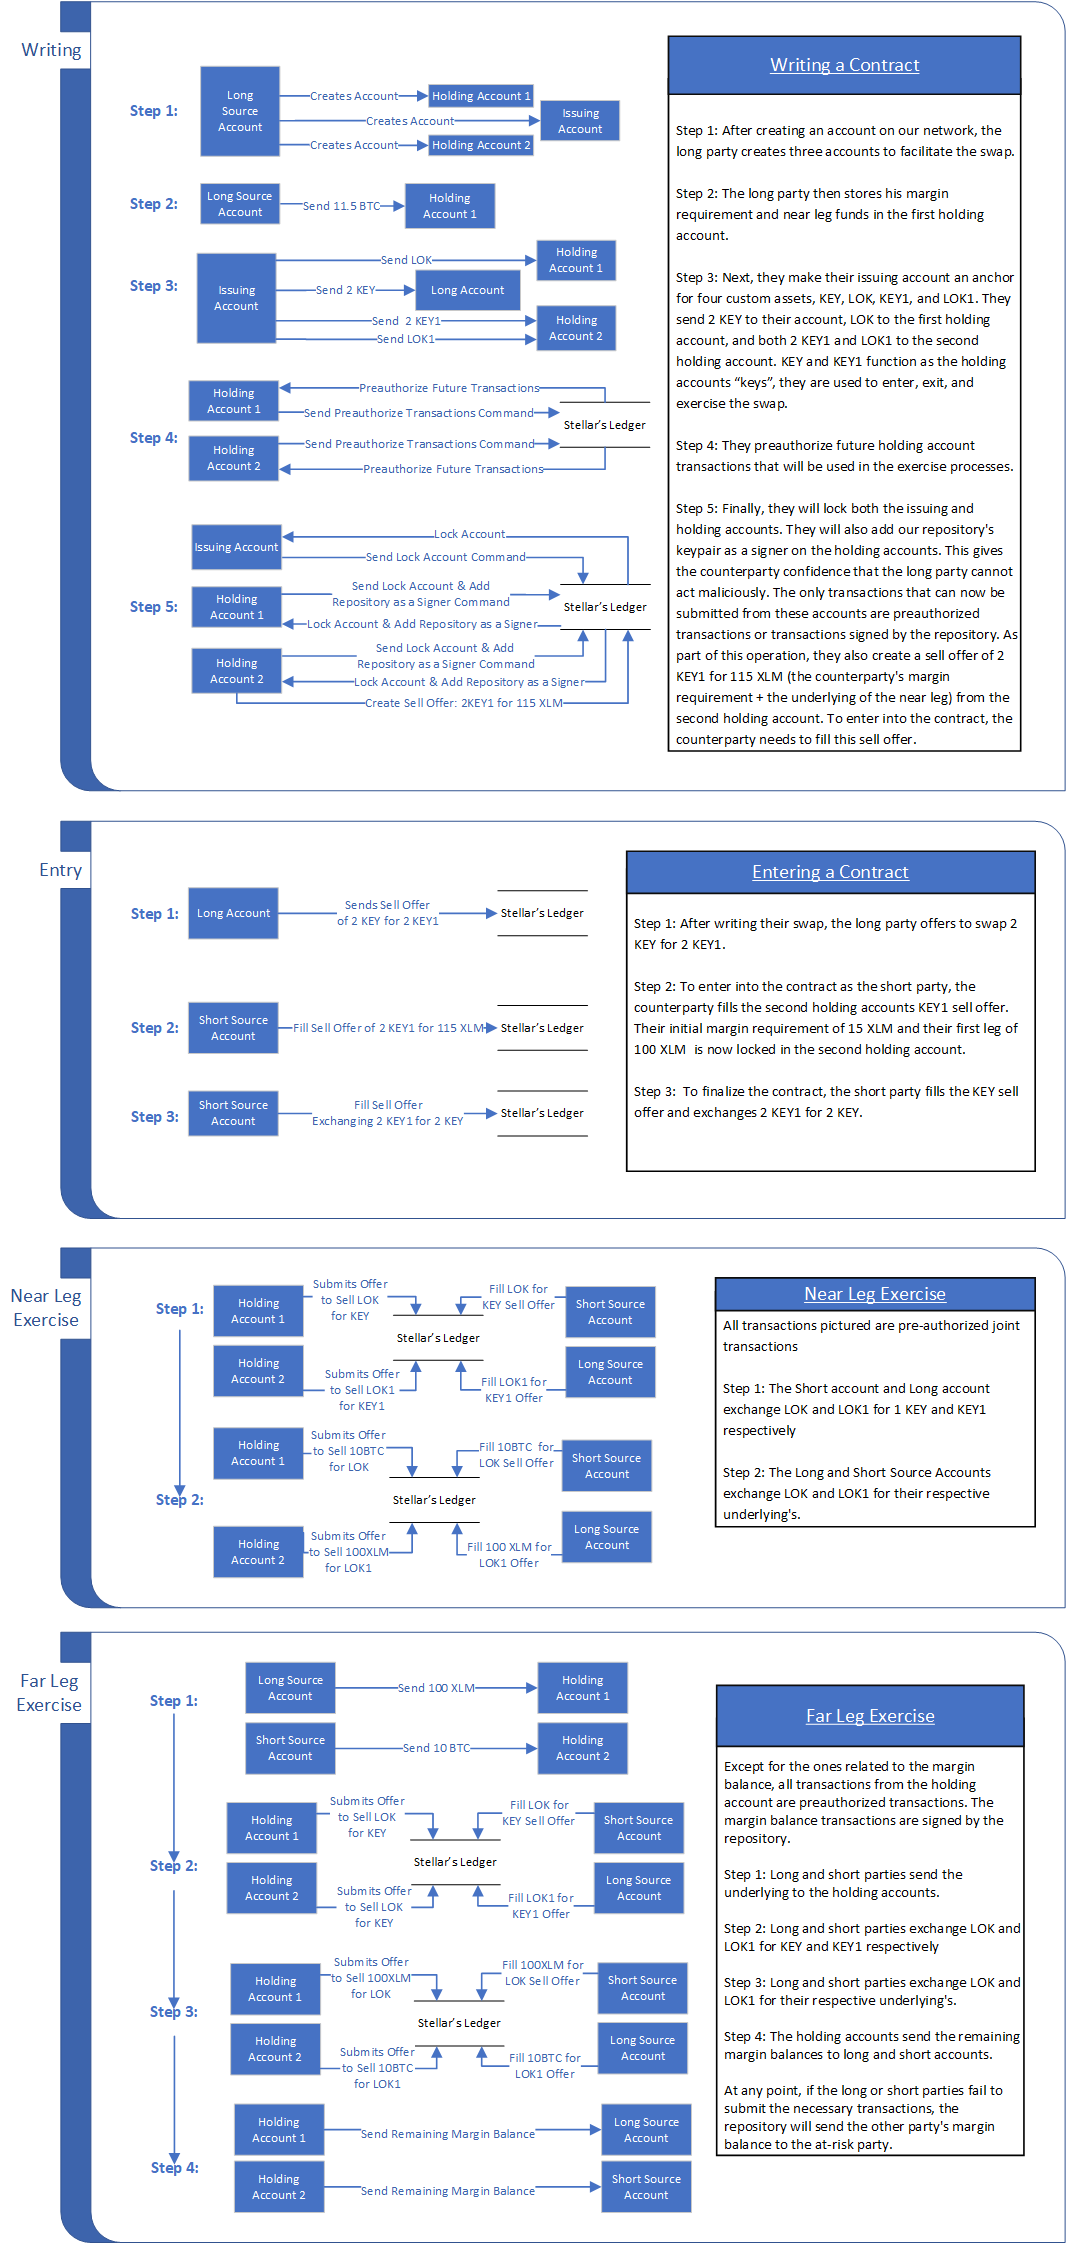 Writing
Writing a Contract
Step 1:
Long
Source
Account
Creates Account
Holding Account 1
Creates Account
Issuing
Account
Creates Account
Holding Account 2
Step 2:
Long Source
Account
Send 11.5 BTC
Holding
Account 1
Step 3:
Issuing
Account
Send LOK
Holding
Account 1
Send 2 KEY
Long Account
Send 2 KEY1
Send LOK1
Holding
Account 2
Step 4:
Holding
Account 1
Preauthorize Future Transactions
Send Preauthorize Transactions Command
Stellar's Ledger
Holding
Account 2
Send Preauthorize Transactions Command
Preauthorize Future Transactions
Step 5:
Issuing Account
Lock Account
Send Lock Account Command
Holding
Account 1
Send Lock Account & Add
Repository as a Signer Command
Stellar's Ledger
Lock Account & Add Repository as a Signer
Holding
Account 2
Send Lock Account & Add
Repository as a Signer Command
Lock Account & Add Repository as a Signer
Create Sell Offer: 2KEY1 for 115 XLM
Step 1: After creating an account on our network, the
long party creates three accounts to facilitate the swap.
Step 2: The long party then stores his margin
requirement and near leg funds in the first holding
account.
Step 3: Next, they make their issuing account an anchor
for four custom assets, KEY, LOK, KEY1, and LOK1. They
send 2 KEY to their account, LOK to the first holding
account, and both 2 KEY1 and LOK1 to the second
holding account. KEY and KEY1 function as the holding
accounts “keys”, they are used to enter, exit, and
exercise the swap.
Step 4: They preauthorize future holding account
transactions that will be used in the exercise processes.
Step 5: Finally, they will lock both the issuing and
holding accounts. They will also add our repository's
keypair as a signer on the holding accounts. This gives
the counterparty confidence that the long party cannot
act maliciously. The only transactions that can now be
submitted from these accounts are preauthorized
transactions or transactions signed by the repository. As
part of this operation, they also create a sell offer of 2
KEY1 for 115 XLM (the counterparty's margin
requirement + the underlying of the near leg) from the
second holding account. To enter into the contract, the
counterparty needs to fill this sell offer.
Entry
Entering a Contract
Step 1:
Long Account
Sends Sell Offer
of 2 KEY for 2 KEY1
Stellar's Ledger
Step 2:
Short Source
Account
Fill Sell Offer of 2 KEY1 for 115 XLM
Stellar's Ledger
Step 3:
Short Source
Account
Fill Sell Offer
Exchanging 2 KEY1 for 2 KEY
Stellar's Ledger
Step 1: After writing their swap, the long party offers to swap 2
KEY for 2 KEY1.
Step 2: To enter into the contract as the short party, the
counterparty fills the second holding accounts KEY1 sell offer.
Their initial margin requirement of 15 XLM and their first leg of
100 XLM is now locked in the second holding account.
Step 3: To finalize the contract, the short party fills the KEY sell
offer and exchanges 2 KEY1 for 2 KEY.
Near Leg
Exercise
Near Leg Exercise
Step 1:
Holding
Account 1
Submits Offer
to Sell LOK
for KEY
Fill LOK for
KEY Sell Offer
Short Source
Account
Stellar's Ledger
Holding
Account 2
Submits Offer
to Sell LOK1
for KEY1
Fill LOK1 for
KEY1 Offer
Long Source
Account
Step 2:
Holding
Account 1
Submits Offer
to Sell 10BTC
for LOK
Fill 10BTC for
LOK Sell Offer
Short Source
Account
Stellar's Ledger
Holding
Account 2
Submits Offer
to Sell 100XLM
for LOK1
Fill 100 XLM for
LOK1 Offer
Long Source
Account
All transactions pictured are pre-authorized joint
transactions
Step 1: The Short account and Long account
exchange LOK and LOK1 for 1 KEY and KEY1
respectively
Step 2: The Long and Short Source Accounts
exchange LOK and LOK1 for their respective
underlying's.
Far Leg
Exercise
Far Leg Exercise
Step 1:
Long Source
Account
Send 100 XLM
Holding
Account 1
Short Source
Account
Send 10 BTC
Holding
Account 2
Step 2:
Holding
Account 1
Submits Offer
to Sell LOK
for KEY
Fill LOK for
KEY Sell Offer
Short Source
Account
Stellar's Ledger
Holding
Account 2
Submits Offer
to Sell LOK
for KEY
Fill LOK1 for
KEY1 Offer
Long Source
Account
Step 3:
Holding
Account 1
Submits Offer
to Sell 100XLM
for LOK
Fill 100XLM for
LOK Sell Offer
Short Source
Account
Stellar's Ledger
Holding
Account 2
Submits Offer
to Sell 10BTC
for LOK1
Fill 10BTC for
LOK1 Offer
Long Source
Account
Step 4:
Holding
Account 1
Send Remaining Margin Balance
Long Source
Account
Holding
Account 2
Send Remaining Margin Balance
Short Source
Account
Except for the ones related to the margin
balance, all transactions from the holding
account are preauthorized transactions. The
margin balance transactions are signed by the
repository.
Step 1: Long and short parties send the
underlying to the holding accounts.
Step 2: Long and short parties exchange LOK and
LOK1 for KEY and KEY1 respectively
Step 3: Long and short parties exchange LOK and
LOK1 for their respective underlying's.
Step 4: The holding accounts send the remaining
margin balances to long and short accounts.
At any point, if the long or short parties fail to
submit the necessary transactions, the
repository will send the other party's margin
balance to the at-risk party.